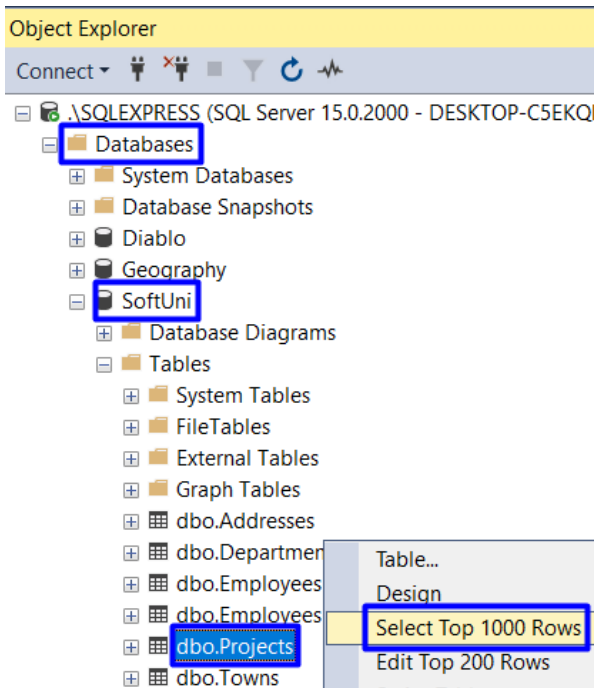 Object Explorer
Connect
.\SQLEXPRESS (SQL Server 15.0.2000 - DESKTOP-C5EKQ
Databases
System Databases
Database Snapshots
Diablo
Geography
SoftUni
Database Diagrams
Tables
System Tables
FileTables
External Tables
Graph Tables
dbo.Addresses
dbo.Departmen
Table...
dbo.Employees
Design
dbo.Employees
Select Top 1000 Rows
dbo.Projects
Edit Top 200 Rows
dbo.Towns